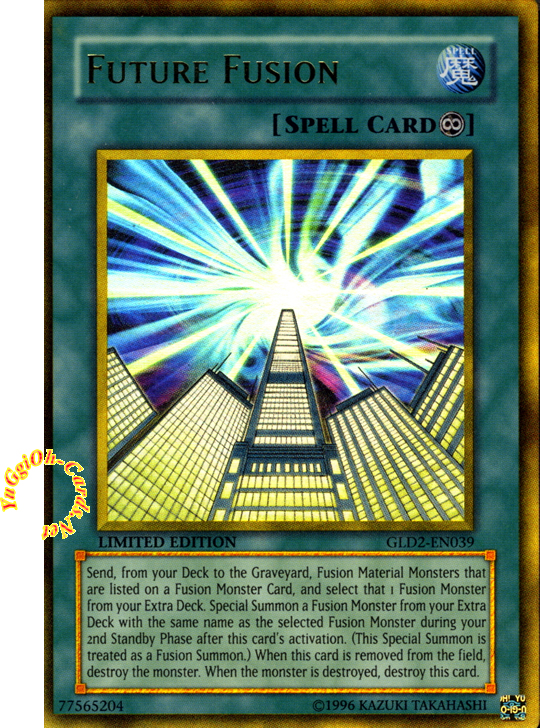 FUTURE FUSION
SPELL
魔
[SPELL CARD]
YuGgiOh-Cards.Net
LIMITED EDITION GLD2-EN039
Send, from your Deck to the Graveyard, Fusion Material Monsters that
are listed on a Fusion Monster Card, and select that 1 Fusion Monster
from your Extra Deck. Special Summon a Fusion Monster from your Extra
Deck with the same name as the selected Fusion Monster during your
2nd Standby Phase after this card's activation. (This Special Summon is
treated as a Fusion Summon.) When this card is removed from the field,
destroy the monster. When the monster is destroyed, destroy this card.
77565204 ©1996 KAZUKI TAKAHASHI